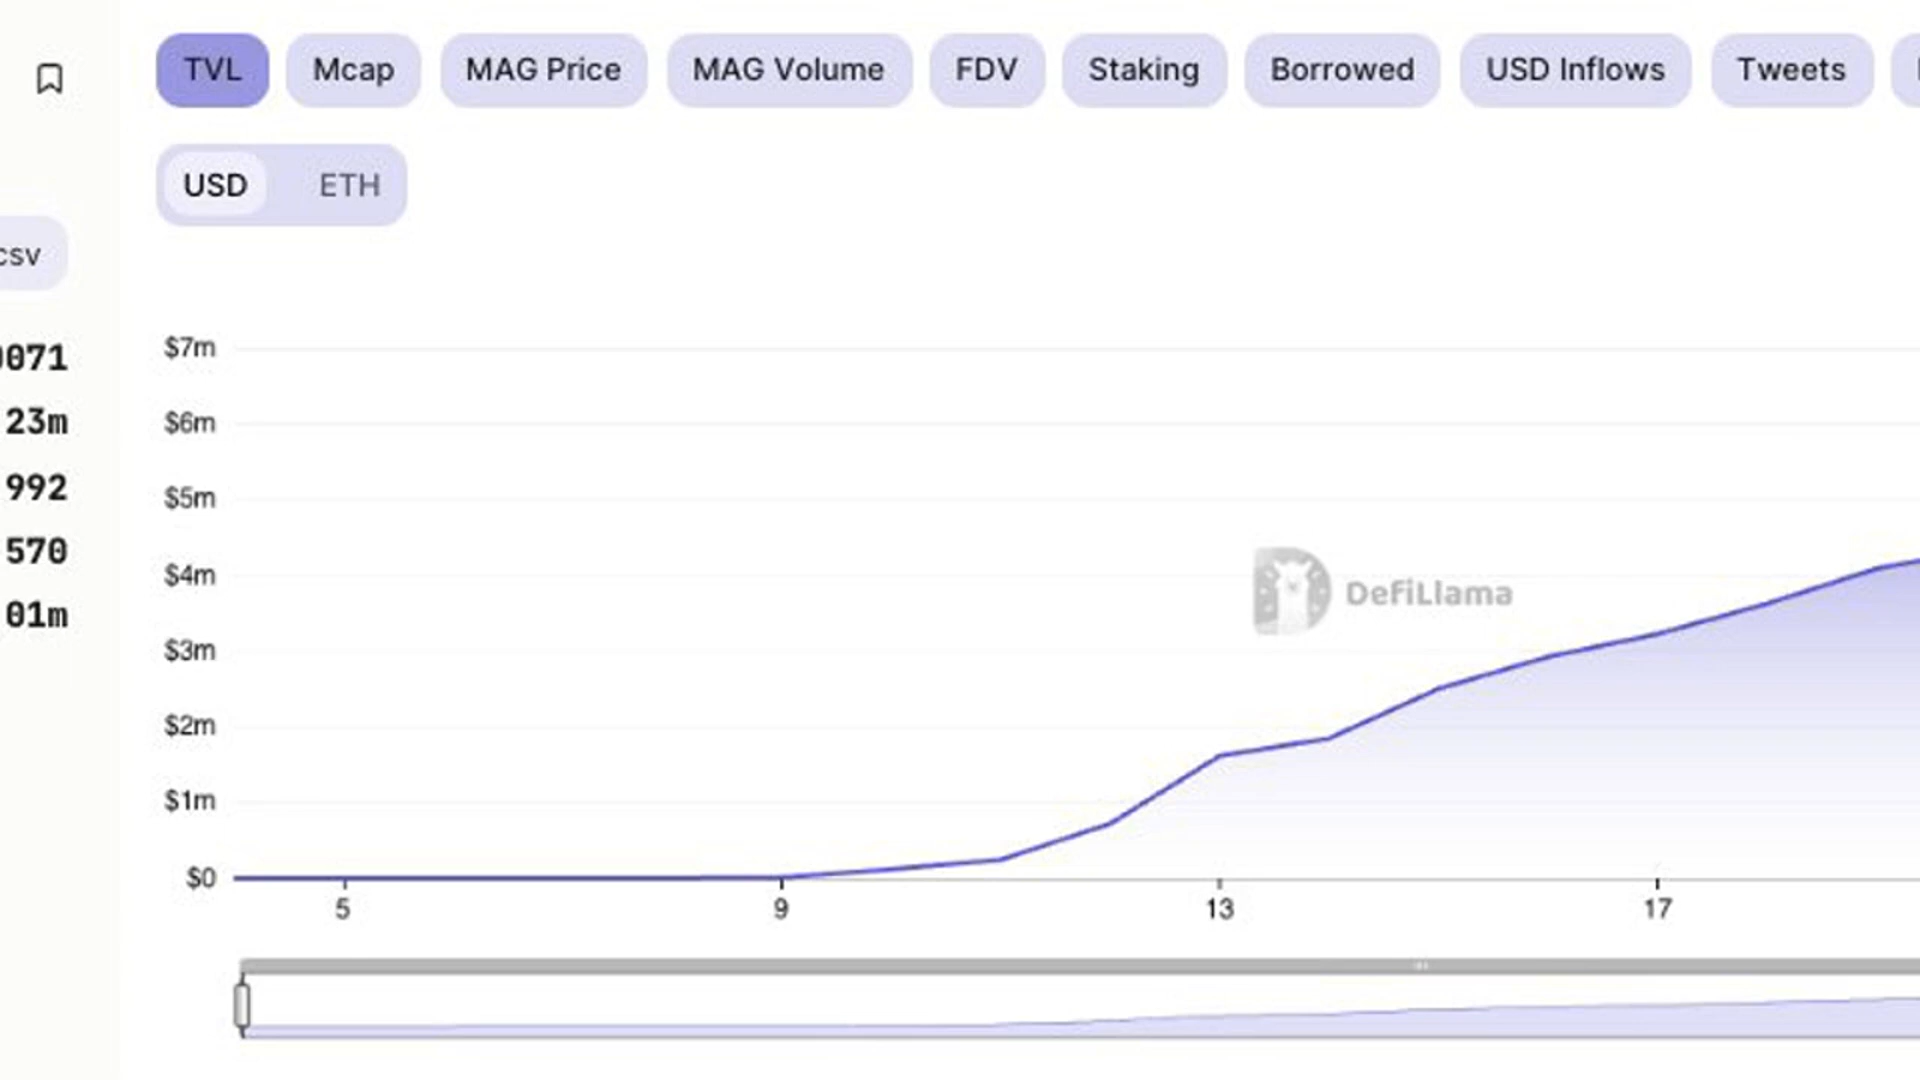 TVL Mcap MAG Price MAG Volume FDV Staking Borrowed USD Inflows Tweets
USD ETH
csv
0071
23m
992
570
01m
$7m
$6m
$5m
$4m
$3m
$2m
$1m
$0
DefiLlama
5 9 13 17